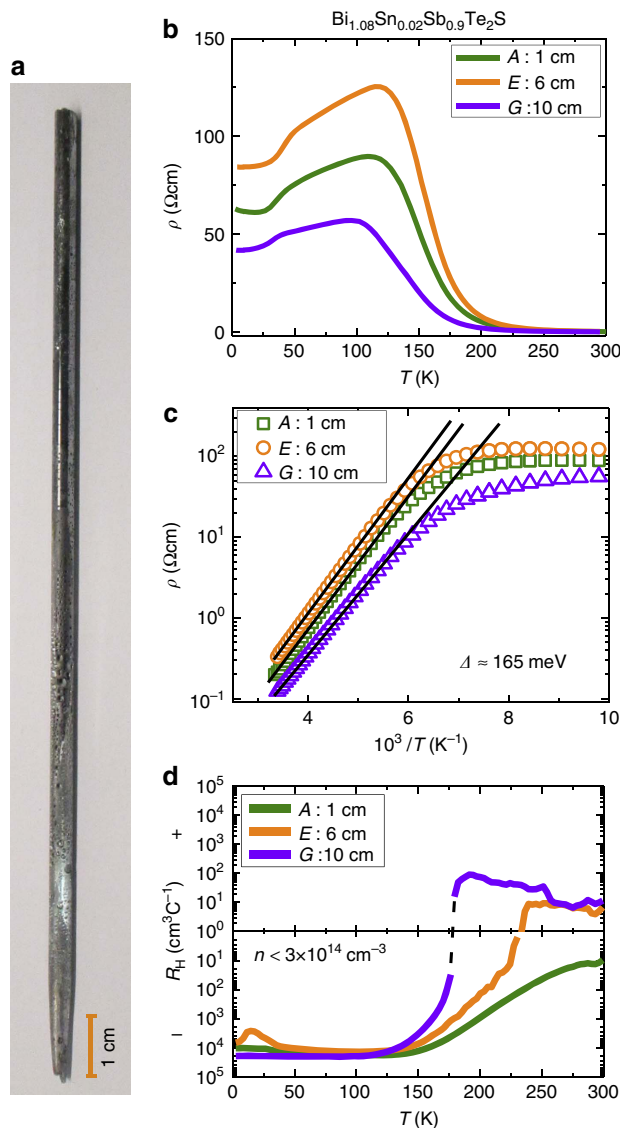 a
1 cm
b
Bi1.08Sn0.02Sb0.9Te2S
150
125
100
75
50
25
0
ρ (Ωcm)
A : 1 cm
E : 6 cm
G :10 cm
0 50 100 150 200 250 300
T (K)
c
A : 1 cm
E : 6 cm
G : 10 cm
10²
10¹
10⁰
10⁻¹
ρ (Ωcm)
Δ ≈ 165 meV
4 6 8 10
10³/T (K⁻¹)
d
A : 1 cm
E : 6 cm
G :10 cm
10⁵
10⁴
10³
10²
10¹
10⁰
10¹
10²
10³
10⁴
10⁵
+
RH (cm³C⁻¹)
–
n < 3×10¹⁴ cm⁻³
0 50 100 150 200 250 300
T (K)